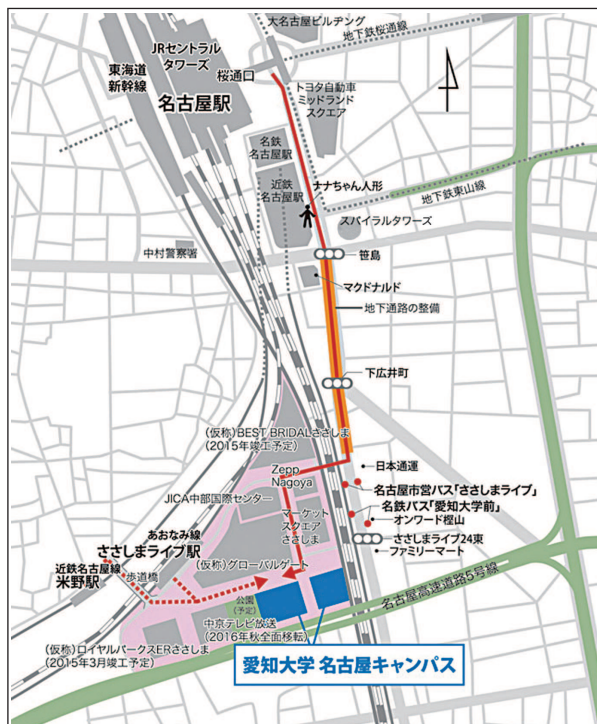 大名古屋ビルヂング
地下鉄桜通線
JRセントラル
タワーズ
桜通口
東海道
新幹線
トヨタ自動車
ミッドランド
スクエア
名古屋駅
名鉄
名古屋駅
近鉄
名古屋駅
ナナちゃん人形
地下鉄東山線
スパイラルタワーズ
中村警察署
笹島
マクドナルド
地下通路の整備
下広井町
(仮称)BEST BRIDALささしま
(2015年竣工予定)
日本通運
Zepp
Nagoya
名古屋市営バス「ささしまライブ」
JICA中部国際センター
名鉄バス「愛知大学前」
オンワード樫山
マーケット
スクエア
ささしま
あおなみ線
ささしまライブ駅
ささしまライブ24東
ファミリーマート
近鉄名古屋線
米野駅
歩道橋
(仮称)グローバルゲート
公園
(予定)
名古屋高速道路5号線
中京テレビ放送
(2016年秋全面移転)
(仮称)ロイヤルパークスERささしま
(2015年3月竣工予定)
愛知大学 名古屋キャンパス